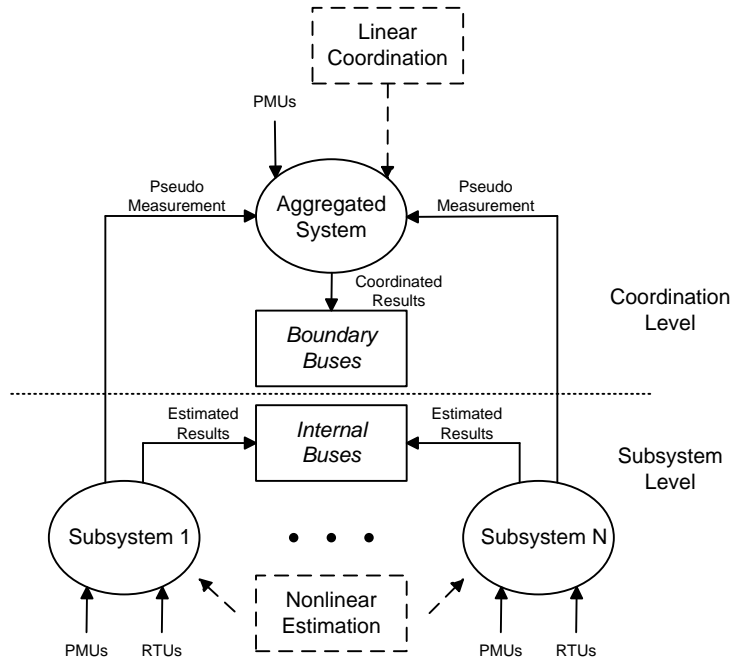 Linear
Coordination
PMUs
Pseudo
Measurement
Aggregated
System
Pseudo
Measurement
Coordinated
Results
Coordination
Level
Boundary
Buses
Estimated
Results
Internal
Buses
Estimated
Results
Subsystem
Level
Subsystem 1
• • •
Subsystem N
Nonlinear
Estimation
PMUs
RTUs
PMUs
RTUs